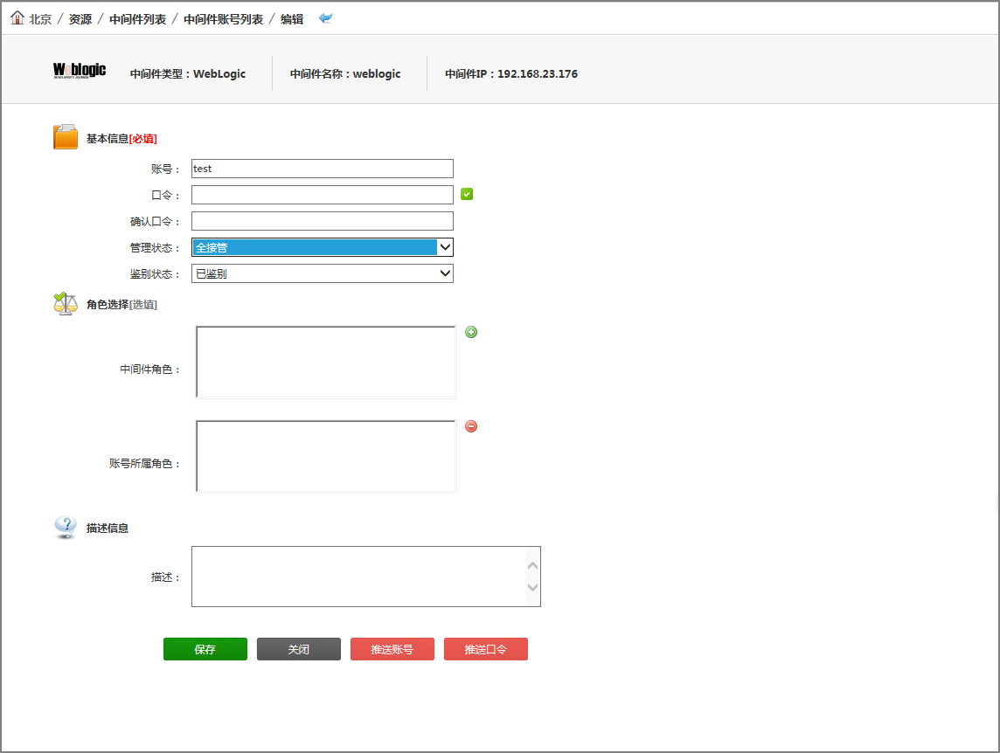 北京 / 资源 / 中间件列表 / 中间件账号列表 / 编辑
Weblogic 中间件类型：WebLogic 中间件名称：weblogic 中间件IP：192.168.23.176
基本信息[必填]
账号： test
口令：
确认口令：
管理状态： 全接管
鉴别状态： 已鉴别
角色选择[选填]
中间件角色：
账号所属角色：
描述信息
描述：
保存 关闭 推送账号 推送口令